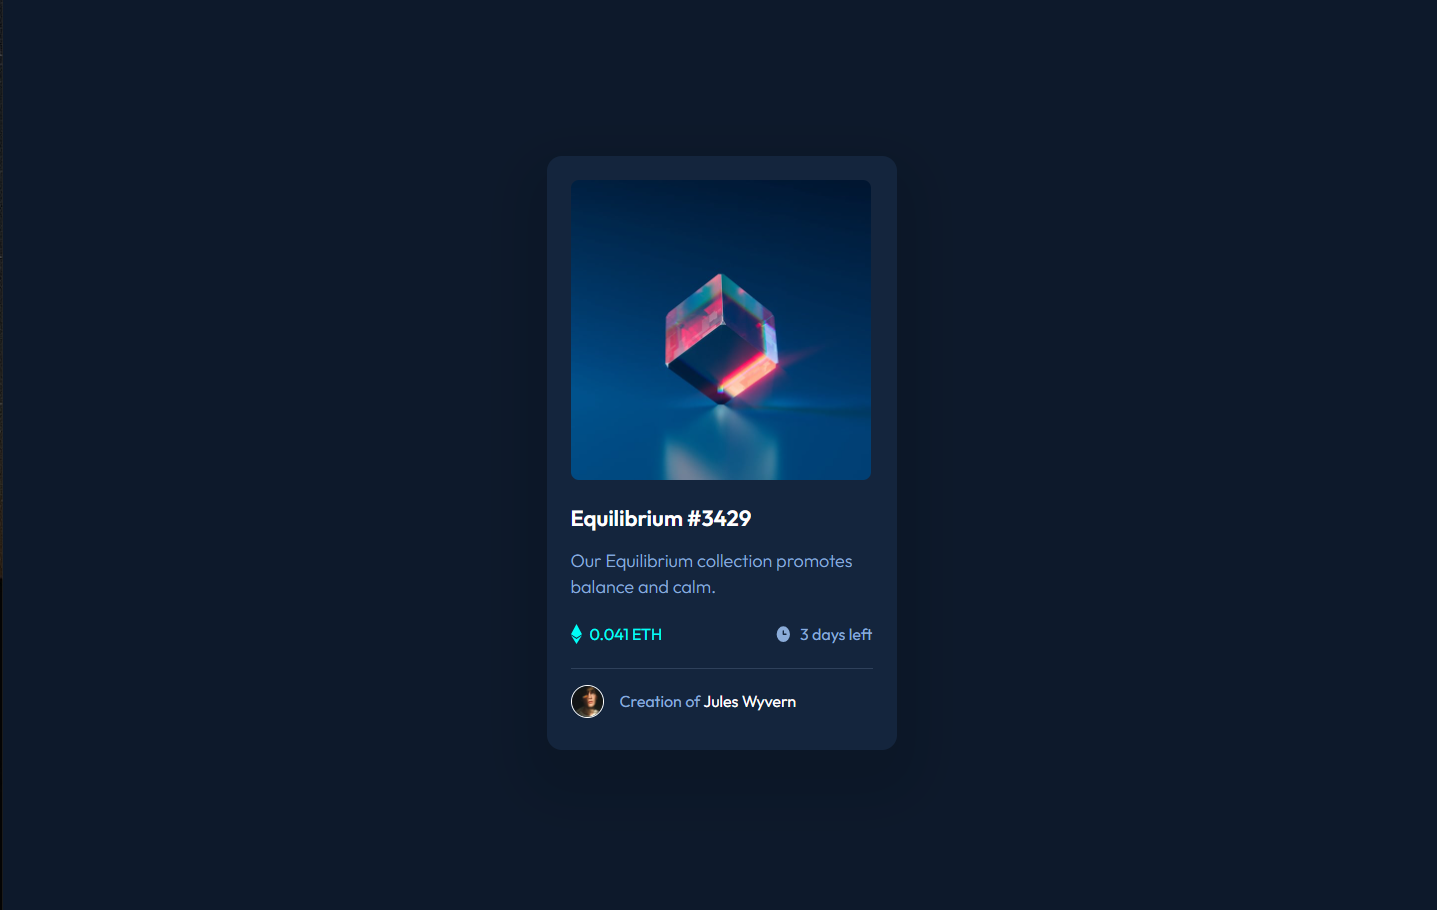 Equilibrium #3429
Our Equilibrium collection promotes
balance and calm.
0.041 ETH
3 days left
Creation of Jules Wyvern